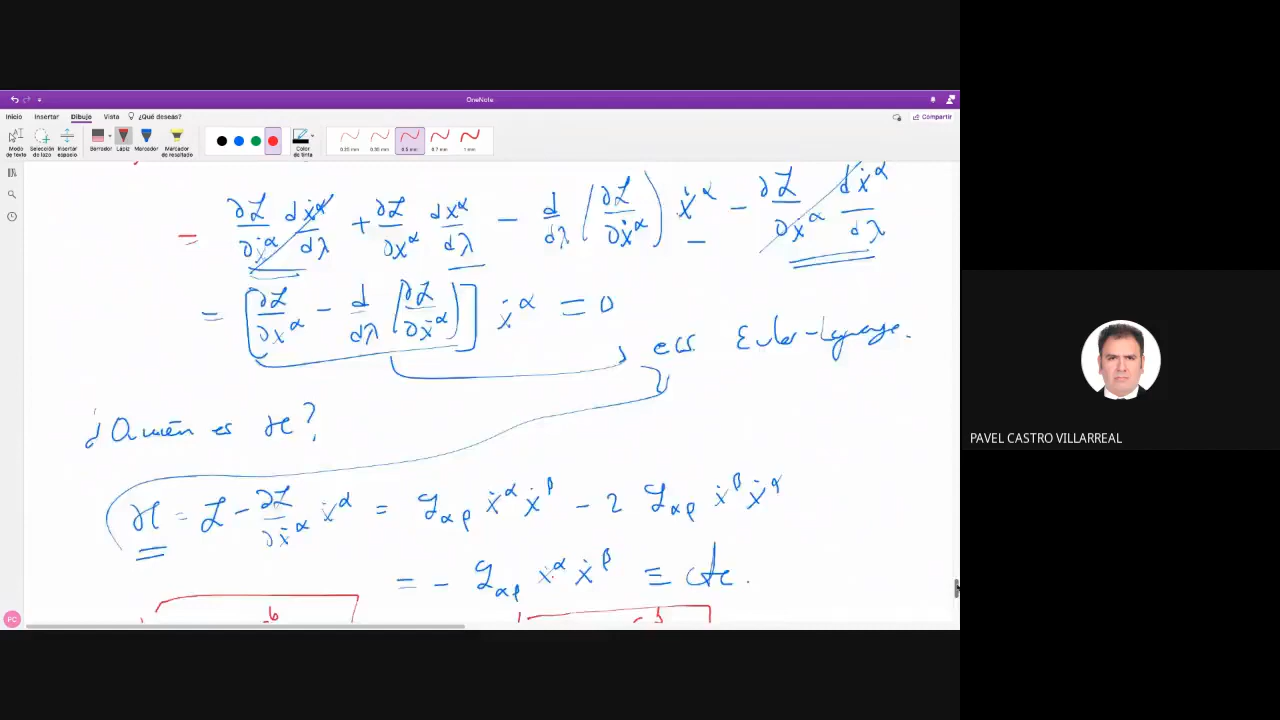 OneNote
Inicio Insertar Dibujo Vista ¿Qué deseas? Compartir
Modo de texto Selección de lazo Insertar espacio Borrador Lápiz Marcador Marcador de resaltado Color de tinta 0.25 mm 0.35 mm 0.5 mm 0.7 mm 1 mm
= ∂ℒ/∂ẋ^α dẋ^α/dλ + ∂ℒ/∂x^α dx^α/dλ − d/dλ (∂ℒ/∂ẋ^α) ẋ^α − ∂ℒ/∂ẋ^α dẋ^α/dλ
= [∂ℒ/∂x^α − d/dλ (∂ℒ/∂ẋ^α)] ẋ^α = 0
ecs. Euler-Lagrange.
¿Quién es ℋ?
ℋ = ℒ − ∂ℒ/∂ẋ^α ẋ^α = g_αβ ẋ^α ẋ^β − 2 g_αβ ẋ^β ẋ^α
= − g_αβ ẋ^α ẋ^β ≡ cte.
b
PC
PAVEL CASTRO VILLARREAL